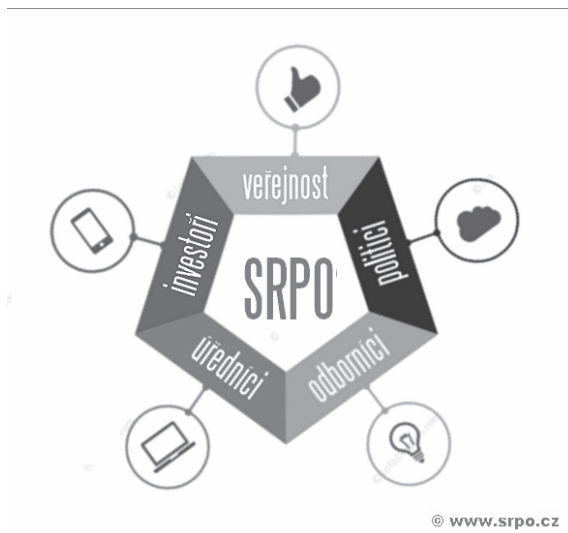 veřejnost
investoři
politici
SRPO
úředníci
odborníci
© www.srpo.cz